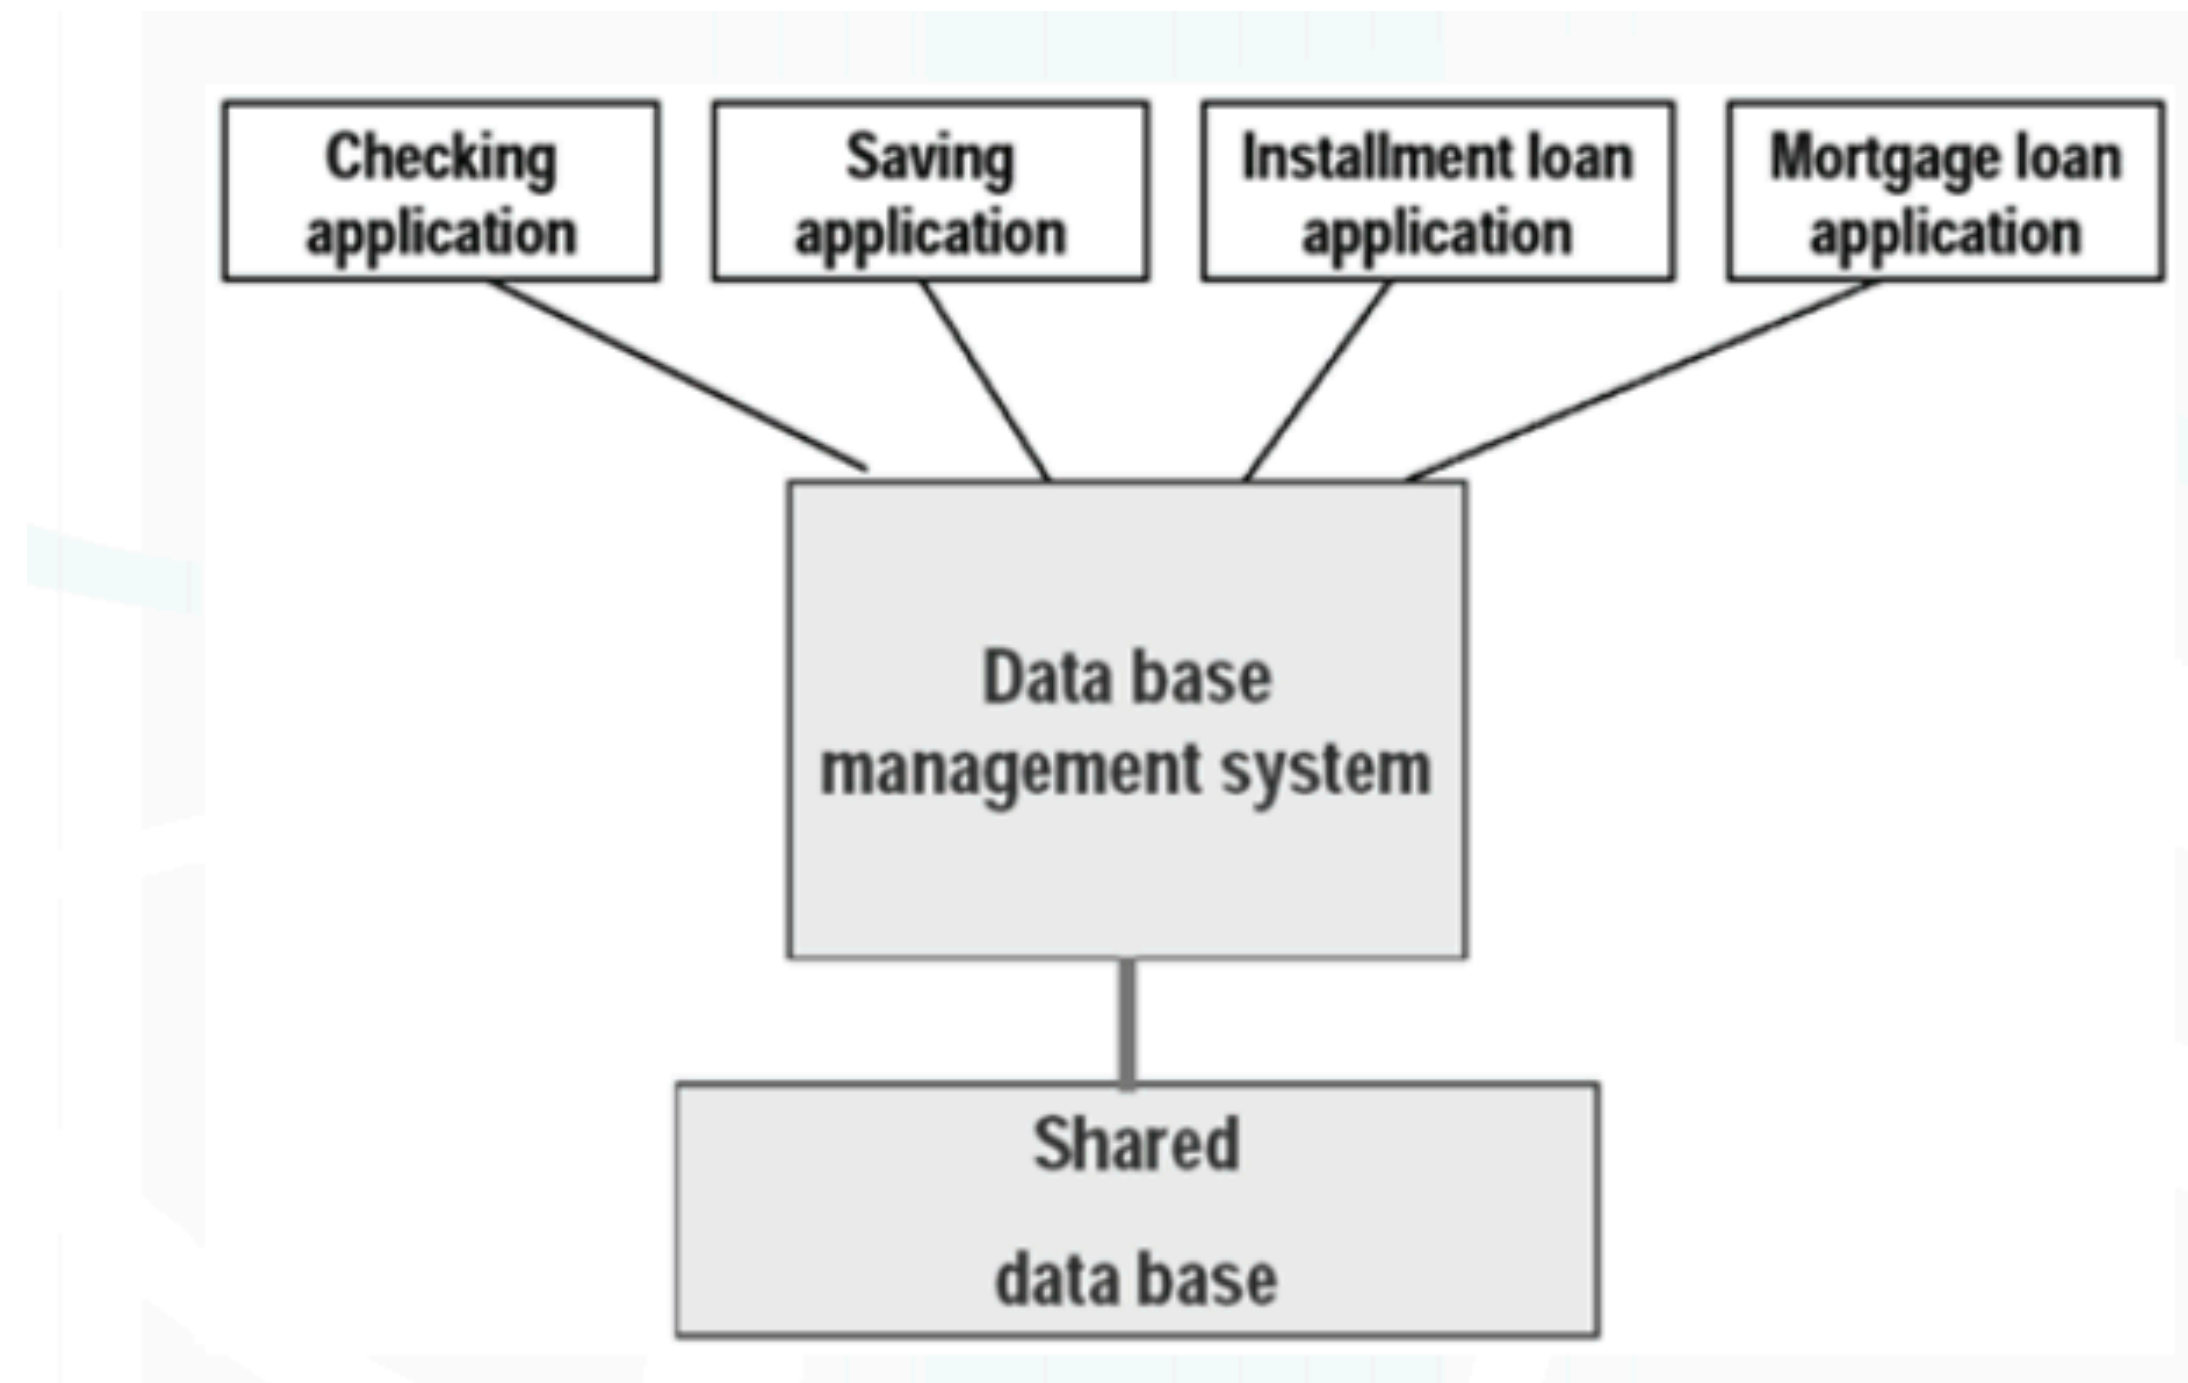 Checking
application
Saving
application
Installment loan
application
Mortgage loan
application
Data base
management system
Shared
data base